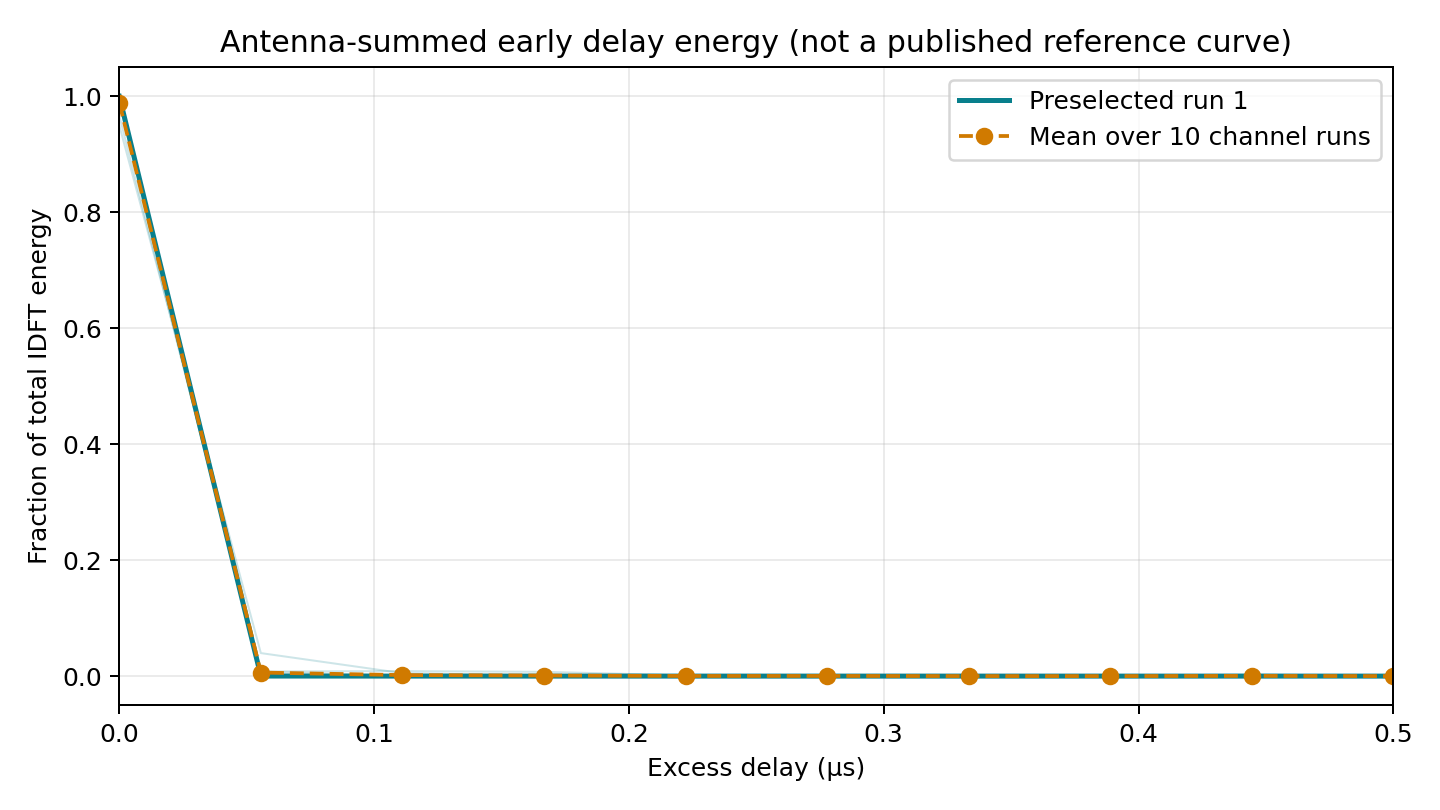 Antenna-summed early delay energy (not a published reference curve)
Preselected run 1
Mean over 10 channel runs
Fraction of total IDFT energy
1.0
0.8
0.6
0.4
0.2
0.0
0.0 0.1 0.2 0.3 0.4 0.5
Excess delay (µs)